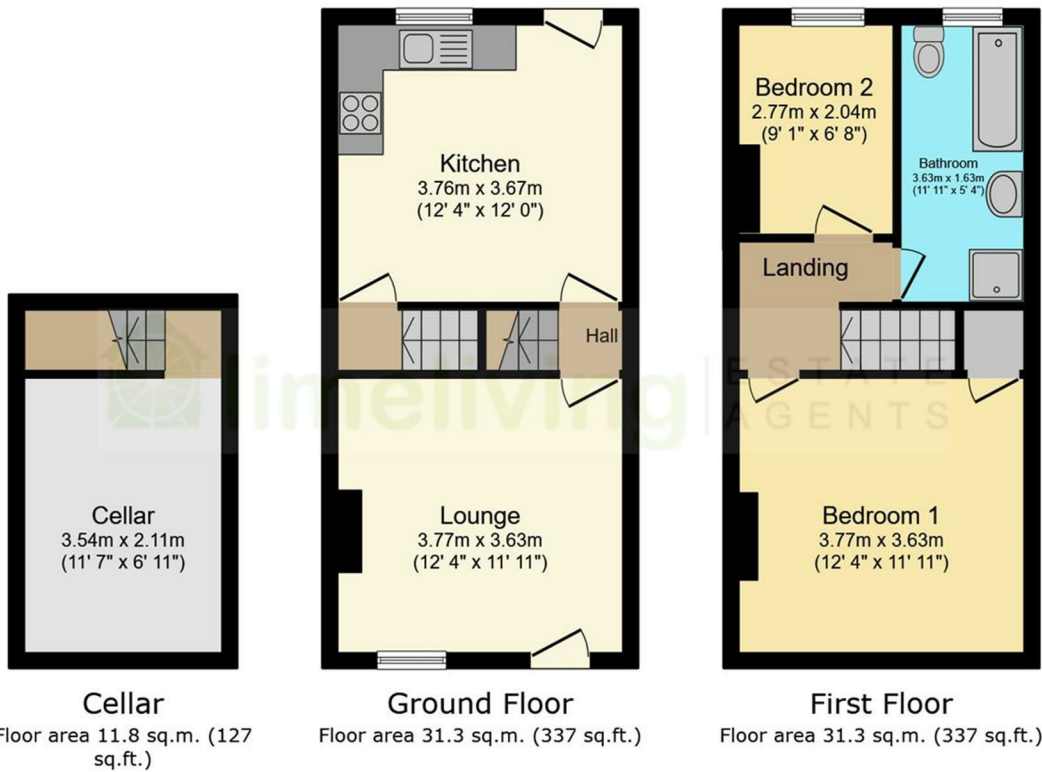 Kitchen
3.76m x 3.67m
(12' 4" x 12' 0")
Hall
Lounge
3.77m x 3.63m
(12' 4" x 11' 11")
Bedroom 2
2.77m x 2.04m
(9' 1" x 6' 8")
Bathroom
3.63m x 1.63m
(11' 11" x 5' 4")
Landing
Bedroom 1
3.77m x 3.63m
(12' 4" x 11' 11")
Cellar
3.54m x 2.11m
(11' 7" x 6' 11")
limeliving
ESTATE
AGENTS
Cellar
Floor area 11.8 sq.m. (127
sq.ft.)
Ground Floor
Floor area 31.3 sq.m. (337 sq.ft.)
First Floor
Floor area 31.3 sq.m. (337 sq.ft.)